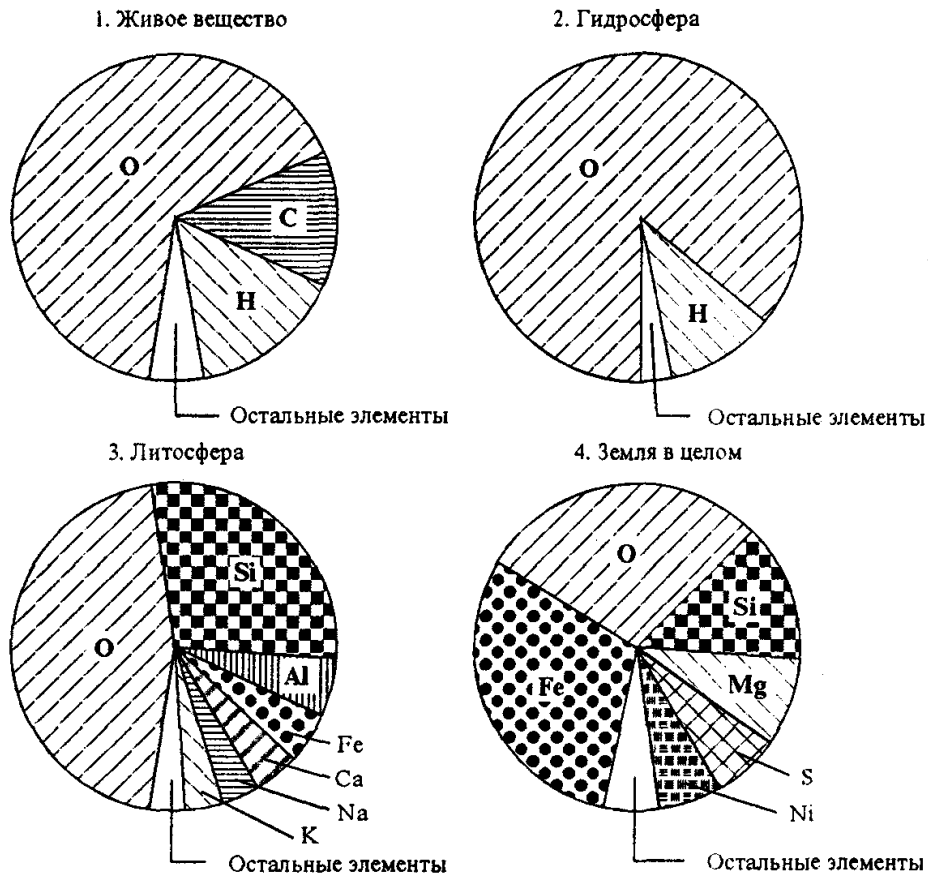 1. Живое вещество
O
C
H
Остальные элементы
2. Гидросфера
O
H
Остальные элементы
3. Литосфера
Si
O
Al
Fe
Ca
Na
K
Остальные элементы
4. Земля в целом
O
Si
Fe
Mg
S
Ni
Остальные элементы